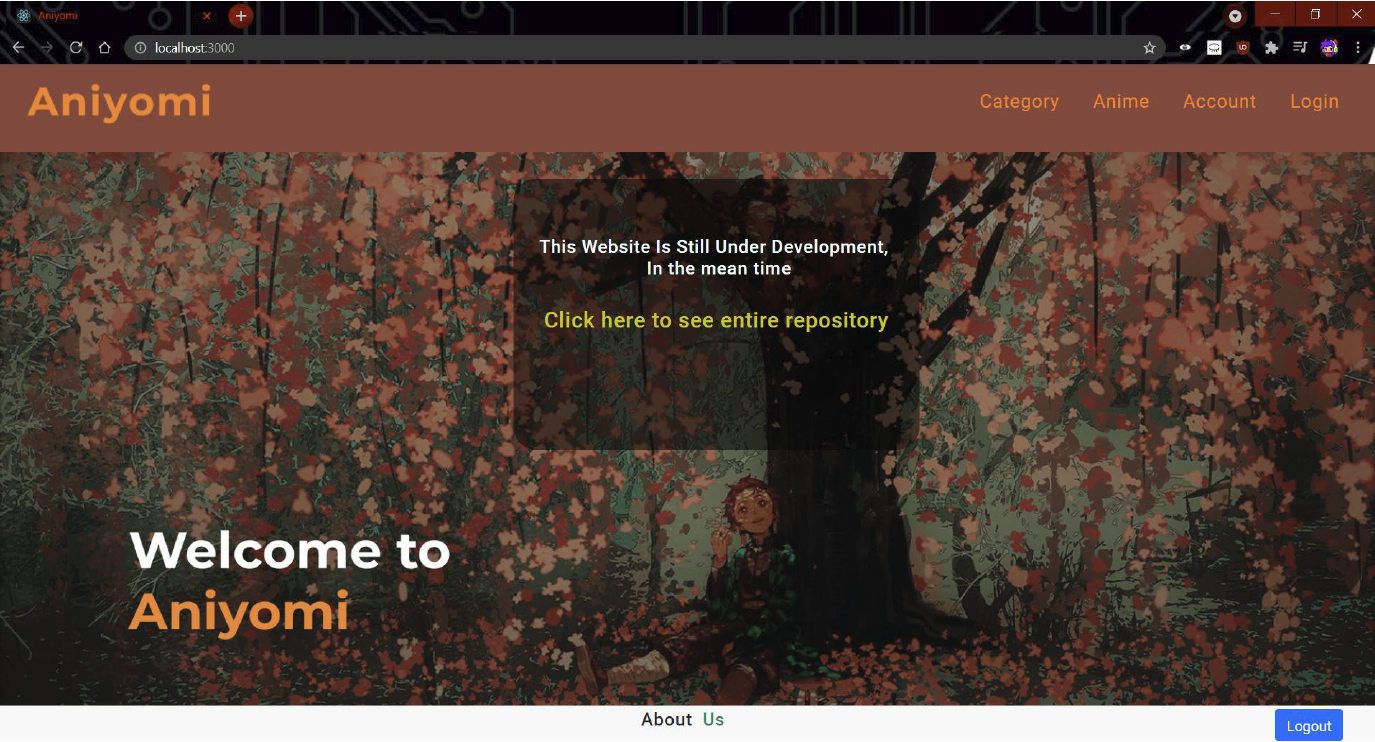 Aniyomi
localhost:3000
Aniyomi
Category Anime Account Login
This Website Is Still Under Development,
In the mean time
Click here to see entire repository
Welcome to
Aniyomi
About Us
Logout